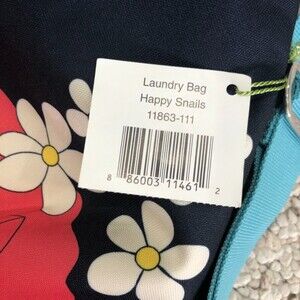 Laundry Bag
Happy Snails
11863-111
8 86003 11461 2